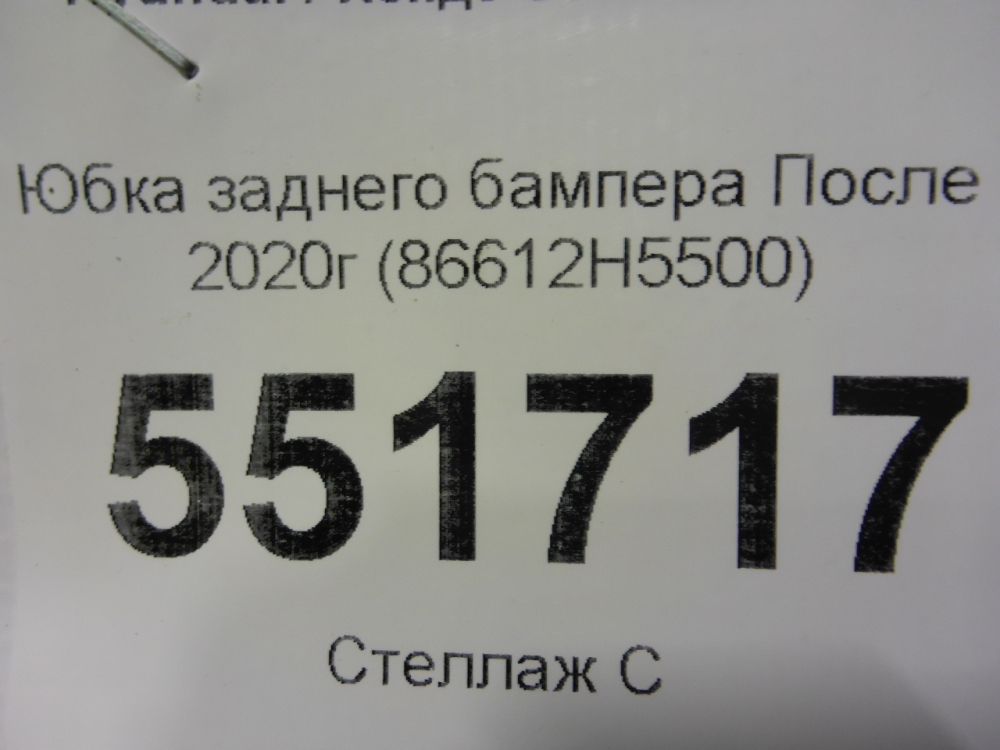 Юбка заднего бампера После
2020г (86612H5500)
551717
Стеллаж С